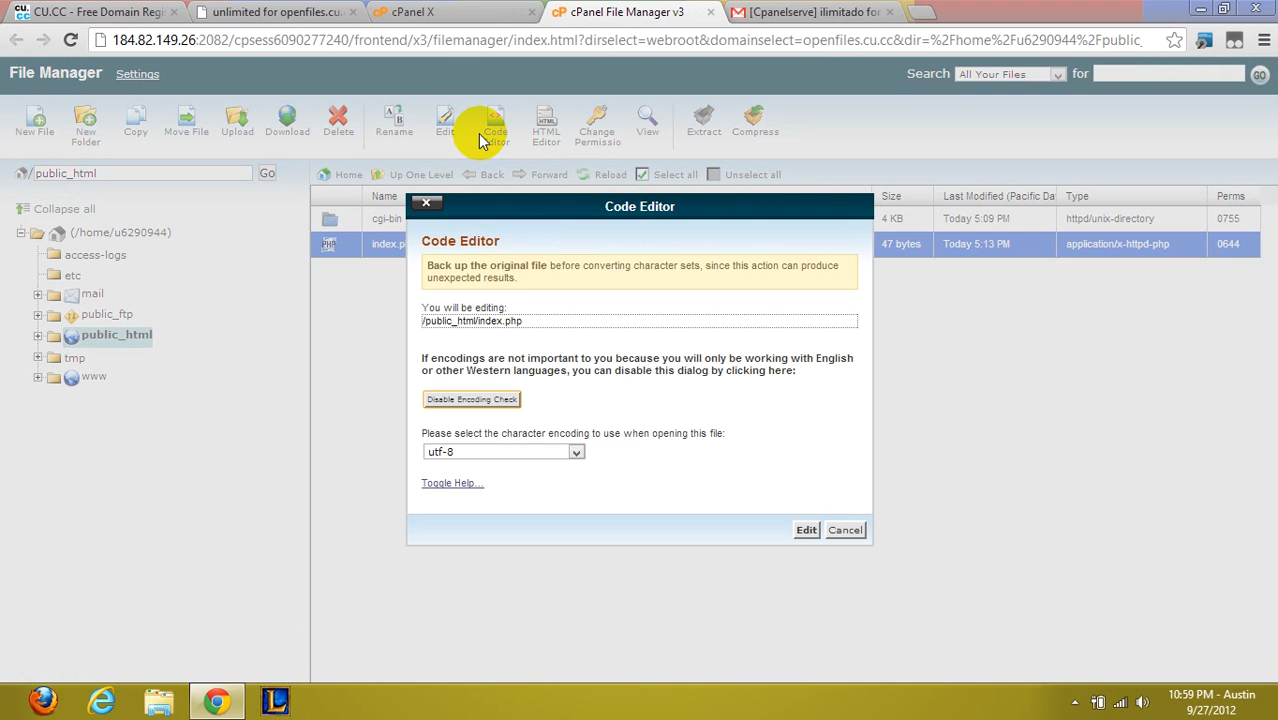 CU.CC - Free Domain Regi
unlimited for openfiles.cu.
cP cPanel X
cP cPanel File Manager v3
[Cpanelserve] ilimitado for
184.82.149.26:2082/cpsess6090277240/frontend/x3/filemanager/index.html?dirselect=webroot&domainselect=openfiles.cu.cc&dir=%2Fhome%2Fu6290944%2Fpublic_
File Manager Settings
Search All Your Files for GO
New File
New Folder
Copy
Move File
Upload
Download
Delete
Rename
Edit
Code Editor
HTML Editor
Change Permissio
View
Extract
Compress
/public_html Go
Home Up One Level Back Forward Reload Select all Unselect all
Collapse all
(/home/u6290944)
access-logs
etc
mail
public_ftp
public_html
tmp
www
Name Size Last Modified (Pacific Da Type Perms
cgi-bin 4 KB Today 5:09 PM httpd/unix-directory 0755
index.p 47 bytes Today 5:13 PM application/x-httpd-php 0644
Code Editor
Code Editor
Back up the original file before converting character sets, since this action can produce
unexpected results.
You will be editing:
/public_html/index.php
If encodings are not important to you because you will only be working with English
or other Western languages, you can disable this dialog by clicking here:
Disable Encoding Check
Please select the character encoding to use when opening this file:
utf-8
Toggle Help...
Edit Cancel
10:59 PM - Austin
9/27/2012